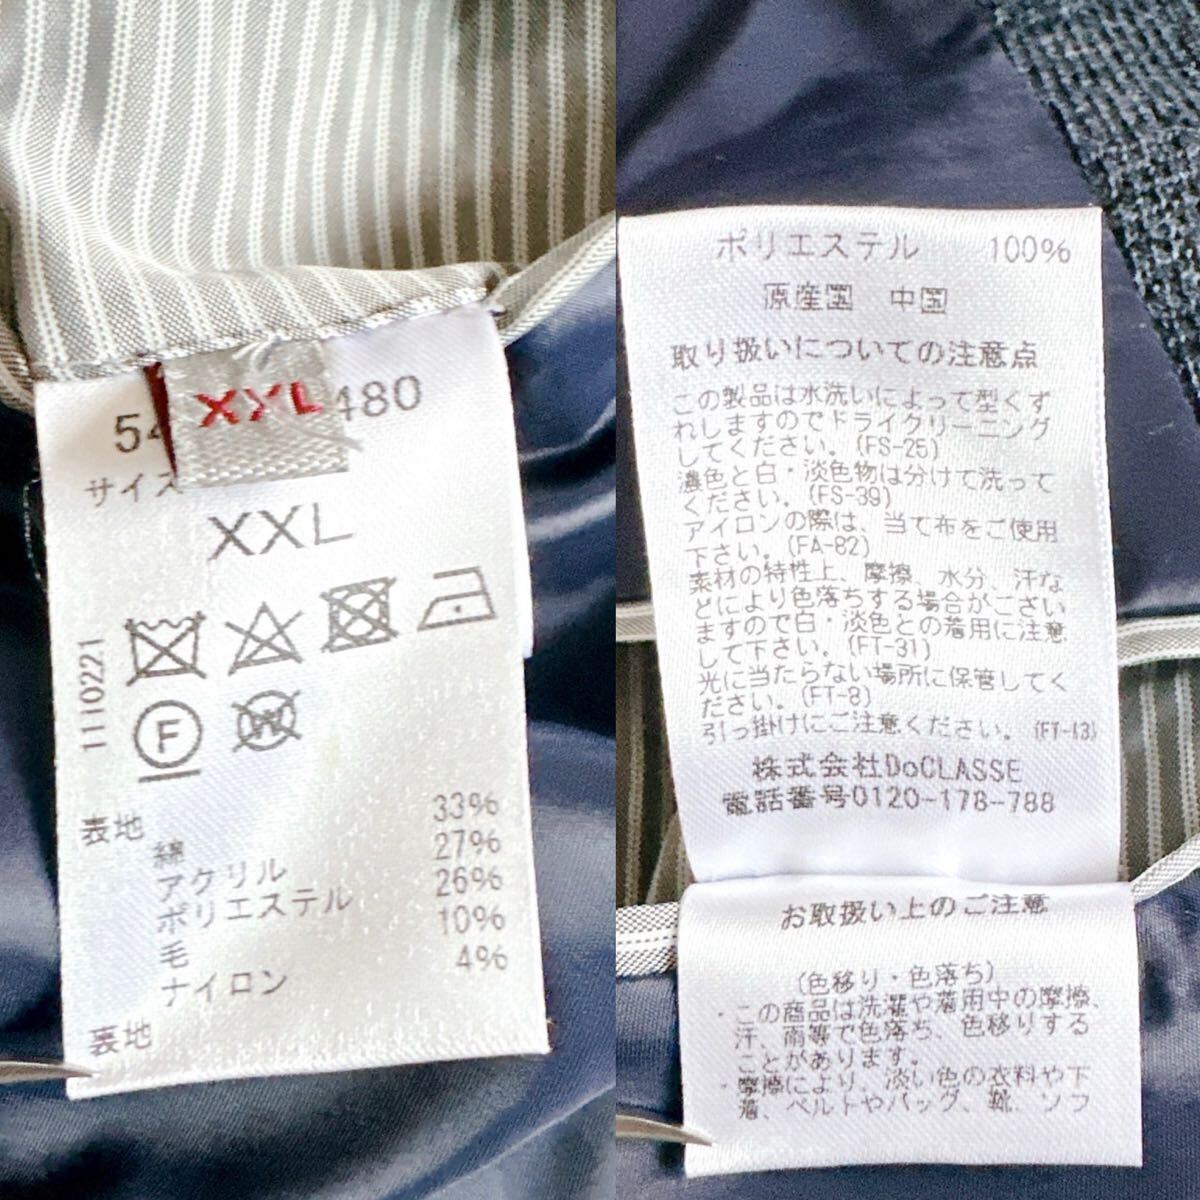 XXL
480
サイズ
XXL
F
W
1110221
表地
綿 33%
アクリル 27%
ポリエステル 26%
毛 10%
ナイロン 4%
表地
ポリエステル 100%
原産国 中国
取り扱いについての注意点
この製品は水洗いによって型くず
れしますのでドライクリーニング
してください。(FS-25)
濃色と白・淡色物は分けて洗って
ください。(FS-39)
アイロンの際は、当て布をご使用
下さい。(FA-82)
素材の特性上、摩擦、水分、汗な
どにより色落ちする場合がござい
ますので白・淡色との着用に注意
して下さい。(FT-31)
光に当たらない場所に保管してく
ださい。(FT-8)
引っ掛けにご注意ください。(FT-13)
株式会社DoCLASSE
電話番号0120-178-788
お取扱い上のご注意
(色移り・色落ち)
・この商品は洗濯や着用中の摩擦、
汗、雨等で色落ち、色移りする
ことがあります。
・摩擦により、淡い色の衣料や下
着、ベルトやバッグ、靴、ソフ